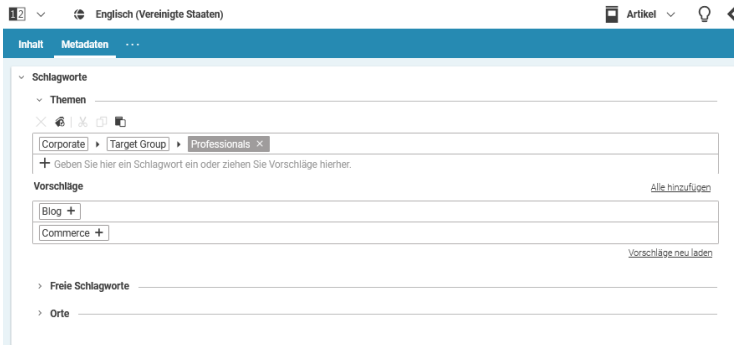 12 Englisch (Vereinigte Staaten) Artikel
Inhalt Metadaten ···
Schlagworte
Themen
Corporate Target Group Professionals ×
+ Geben Sie hier ein Schlagwort ein oder ziehen Sie Vorschläge hierher.
Vorschläge Alle hinzufügen
Blog +
Commerce +
Vorschläge neu laden
Freie Schlagworte
Orte